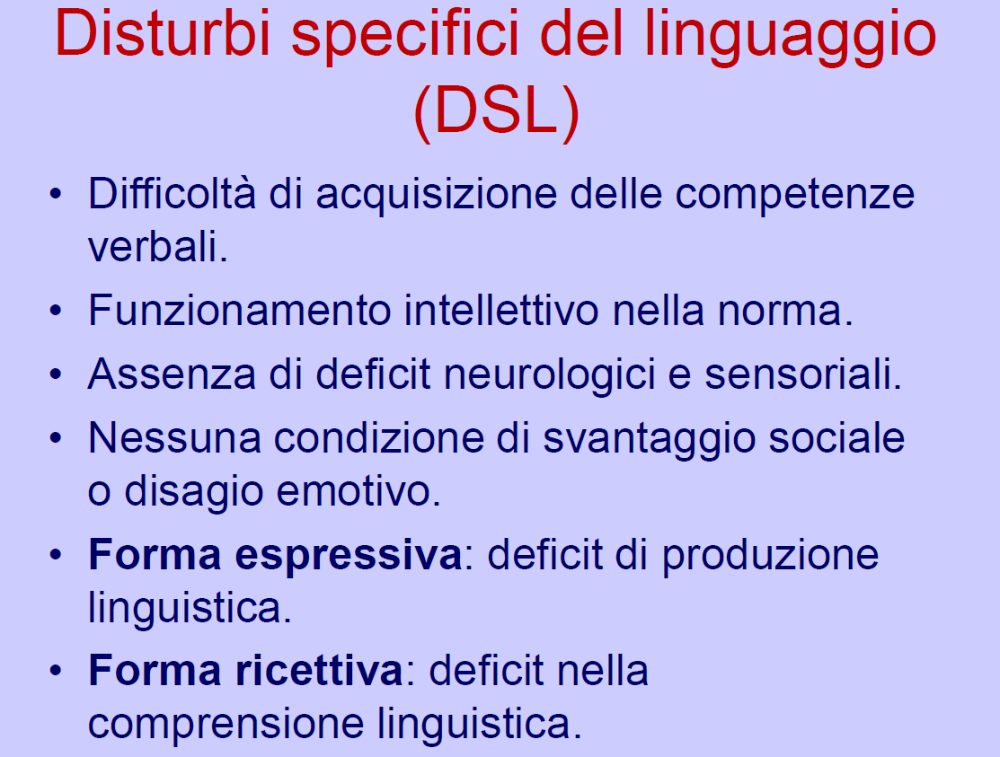 Disturbi specifici del linguaggio
(DSL)
• Difficoltà di acquisizione delle competenze
verbali.
• Funzionamento intellettivo nella norma.
• Assenza di deficit neurologici e sensoriali.
• Nessuna condizione di svantaggio sociale
o disagio emotivo.
• Forma espressiva: deficit di produzione
linguistica.
• Forma ricettiva: deficit nella
comprensione linguistica.